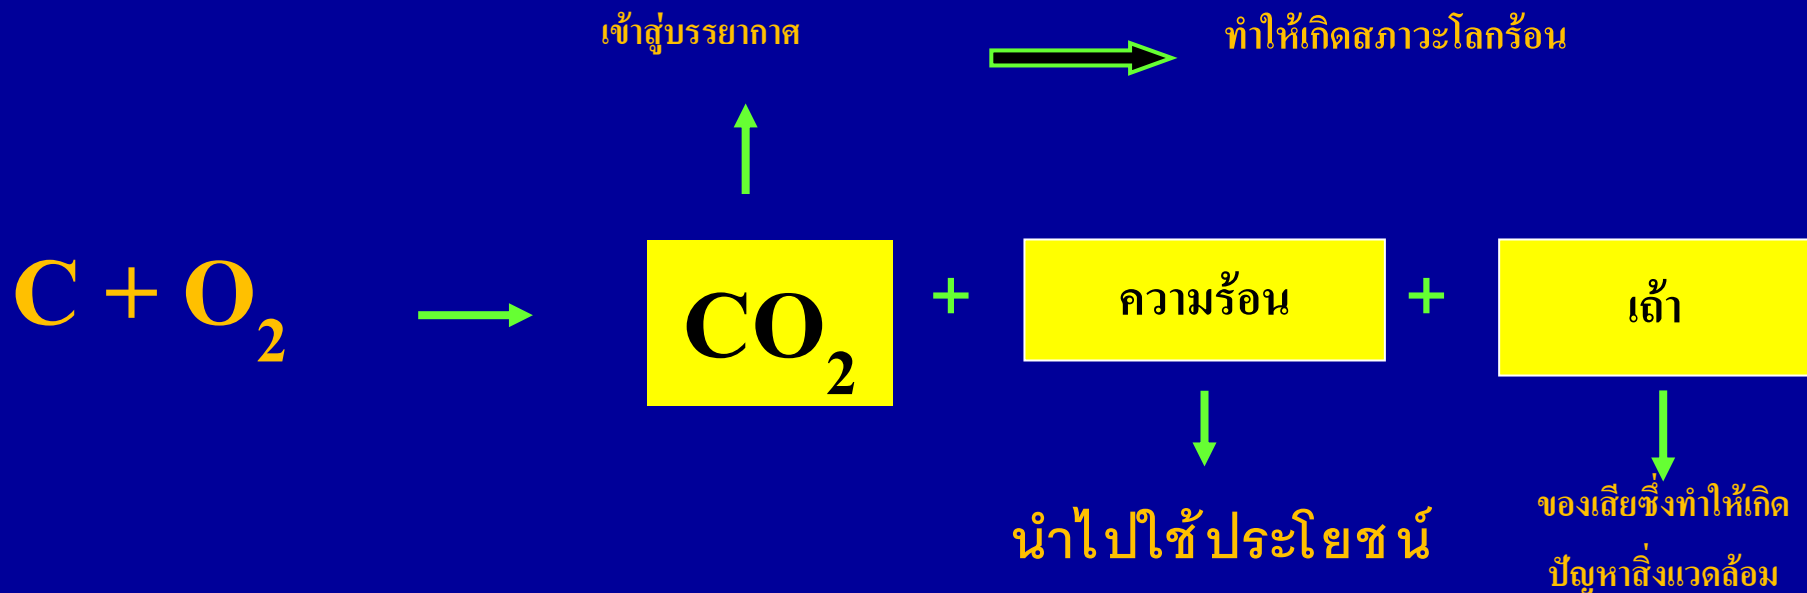 เข้าสู่บรรยากาศ
ทำให้เกิดสภาวะโลกร้อน
C + O₂
CO₂
+
ความร้อน
+
เถ้า
นำไปใช้ประโยชน์
ของเสียซึ่งทำให้เกิด
ปัญหาสิ่งแวดล้อม